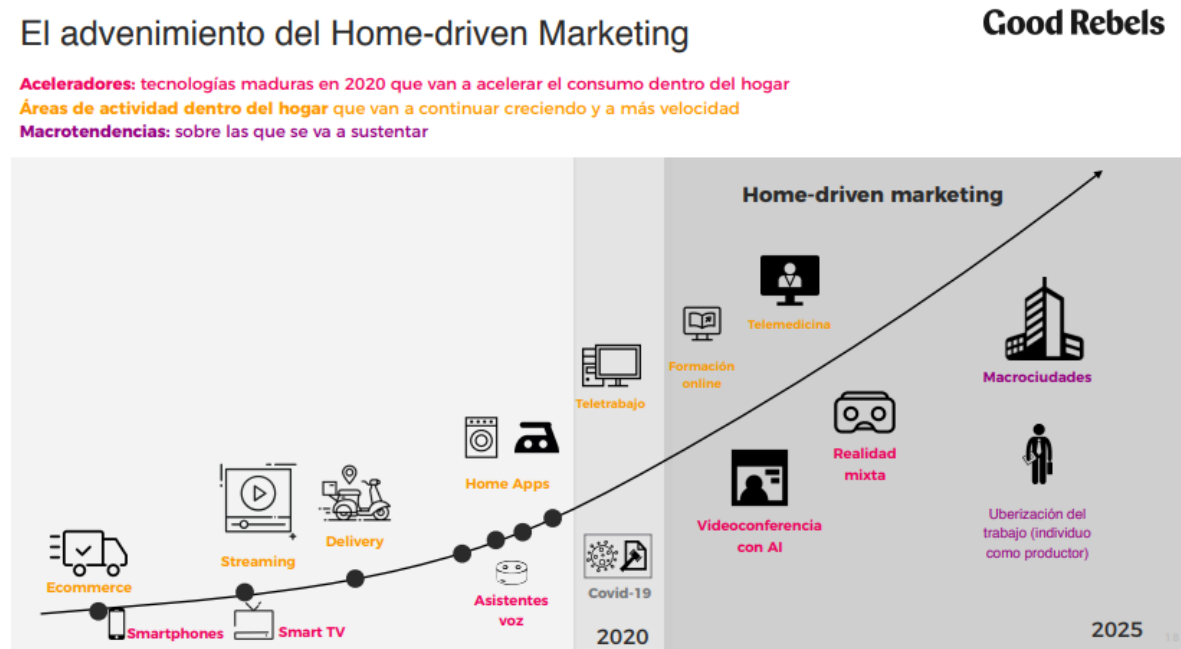 El advenimiento del Home-driven Marketing
Good Rebels
Aceleradores: tecnologías maduras en 2020 que van a acelerar el consumo dentro del hogar
Áreas de actividad dentro del hogar que van a continuar creciendo y a más velocidad
Macrotendencias: sobre las que se va a sustentar
Home-driven marketing
Telemedicina
Formación
online
Macrociudades
Teletrabajo
Realidad
mixta
Home Apps
Videoconferencia
con AI
Uberización del
trabajo (individuo
como productor)
Delivery
Streaming
Ecommerce
Asistentes
voz
Covid-19
Smartphones
Smart TV
2020
2025
18